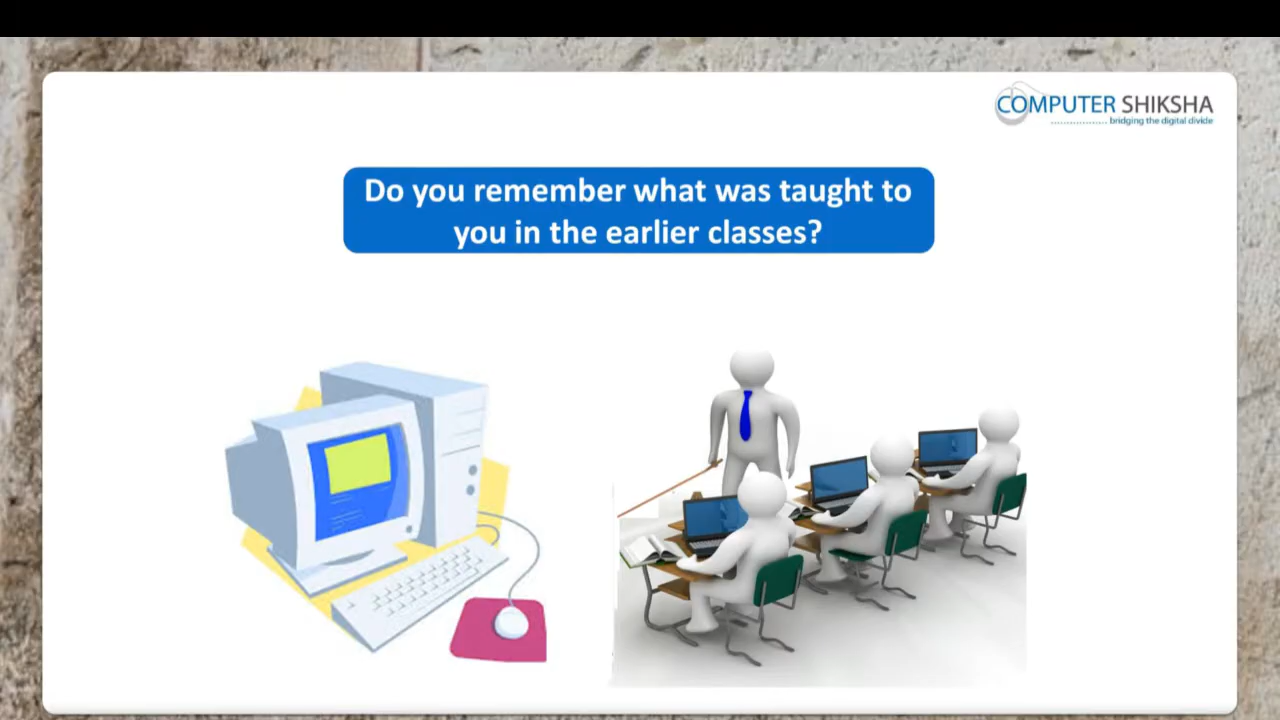 COMPUTER SHIKSHA
bridging the digital divide
Do you remember what was taught to
you in the earlier classes?